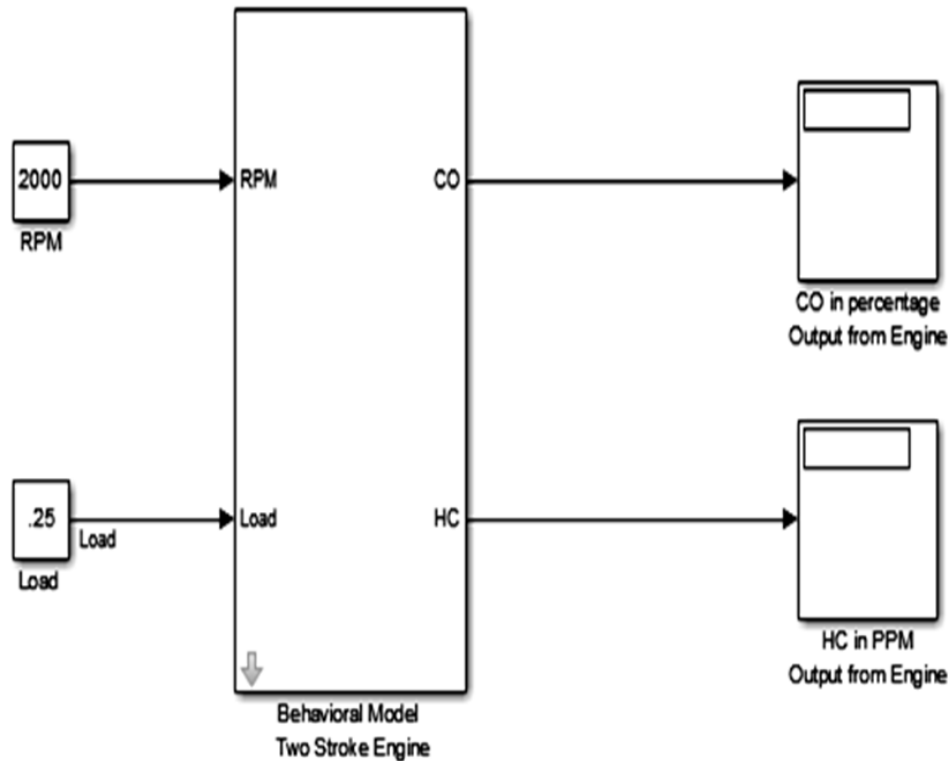 2000
RPM
RPM
CO
CO in percentage
Output from Engine
.25
Load
Load
Load
HC
HC in PPM
Output from Engine
Behavioral Model
Two Stroke Engine